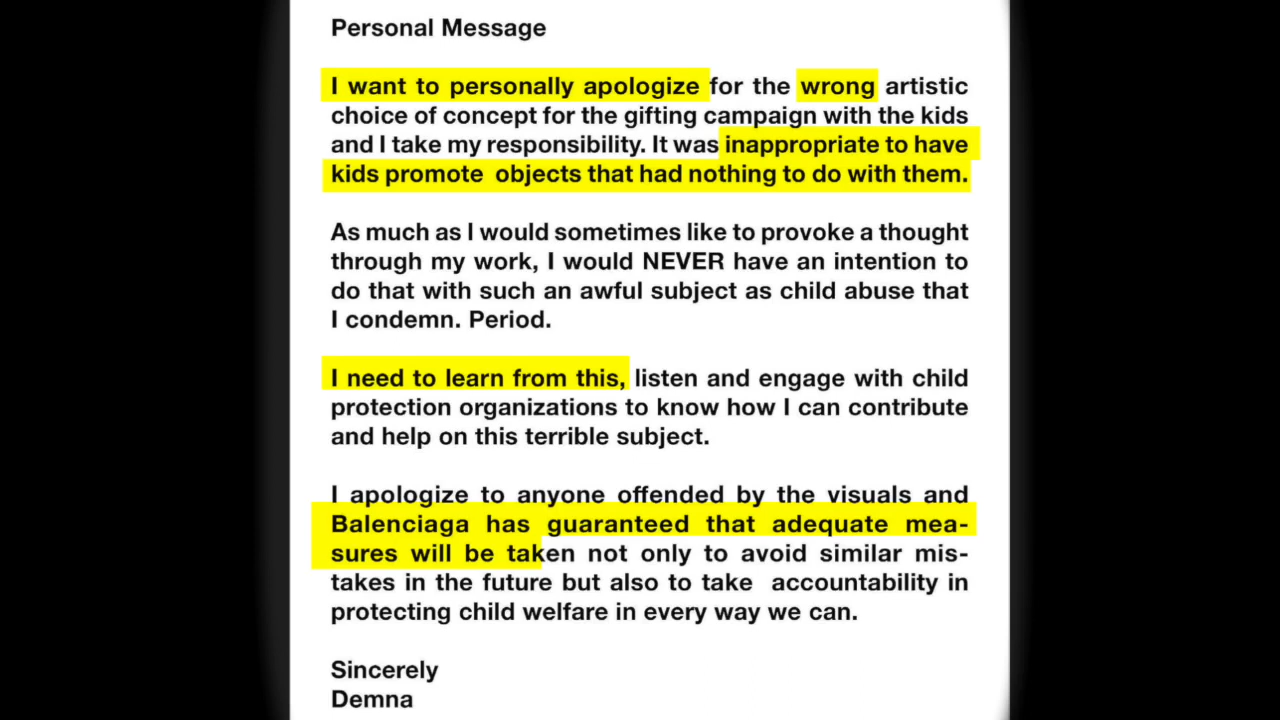 Personal Message
I want to personally apologize for the wrong artistic
choice of concept for the gifting campaign with the kids
and I take my responsibility. It was inappropriate to have
kids promote objects that had nothing to do with them.
As much as I would sometimes like to provoke a thought
through my work, I would NEVER have an intention to
do that with such an awful subject as child abuse that
I condemn. Period.
I need to learn from this, listen and engage with child
protection organizations to know how I can contribute
and help on this terrible subject.
I apologize to anyone offended by the visuals and
Balenciaga has guaranteed that adequate mea-
sures will be taken not only to avoid similar mis-
takes in the future but also to take accountability in
protecting child welfare in every way we can.
Sincerely
Demna